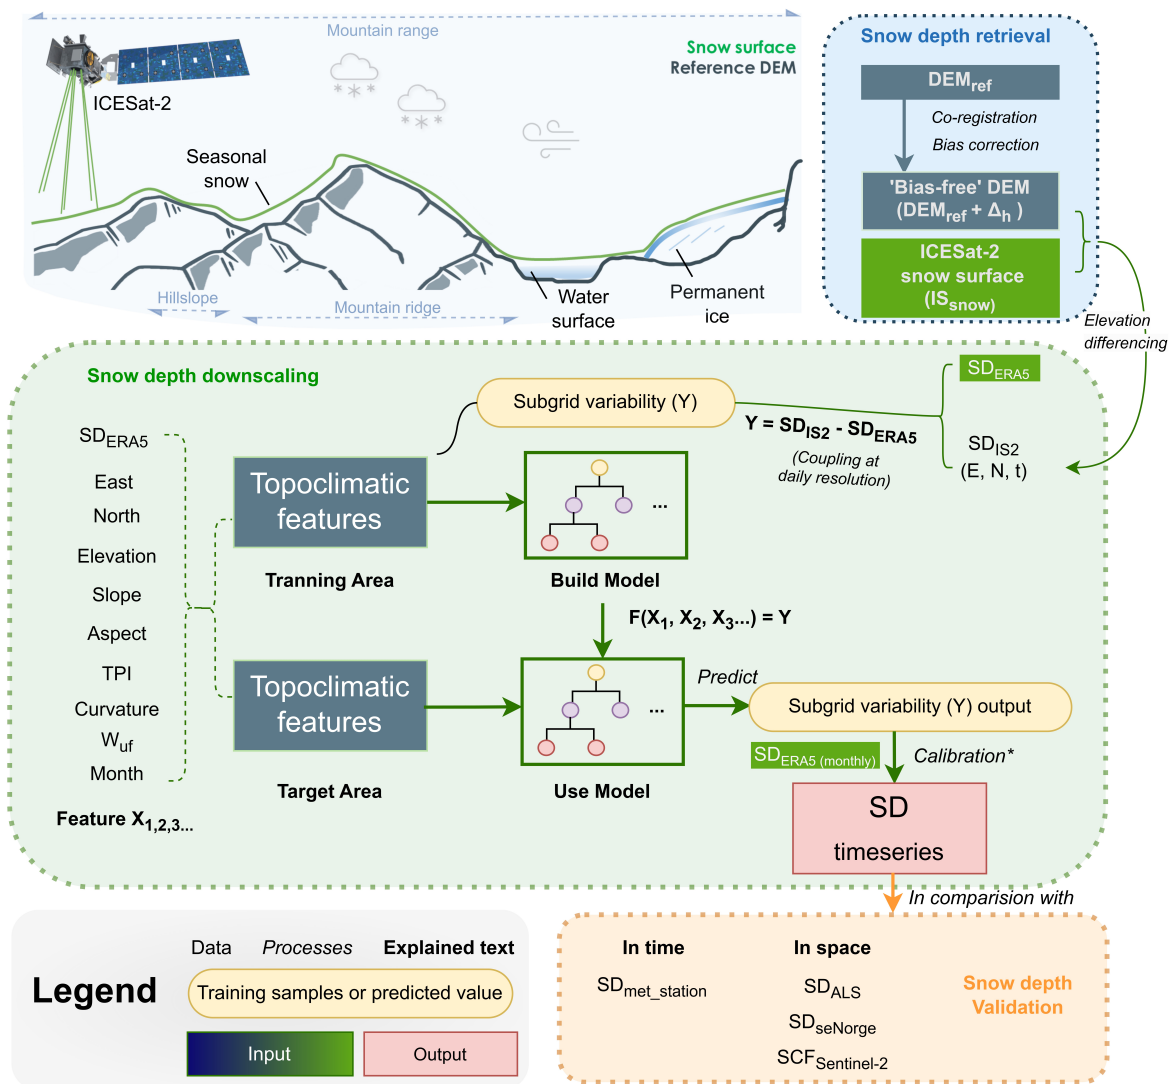 Mountain range
Snow surface
Reference DEM
ICESat-2
Seasonal
snow
Hillslope
Mountain ridge
Water
surface
Permanent
ice
Snow depth retrieval
DEMref
Co-registration
Bias correction
'Bias-free' DEM
(DEMref + Δh )
ICESat-2
snow surface
(ISsnow)
Elevation
differencing
Snow depth downscaling
Subgrid variability (Y)
Y = SDIS2 - SDERA5
(Coupling at
daily resolution)
SDERA5
SDIS2
(E, N, t)
SDERA5
East
North
Elevation
Slope
Aspect
TPI
Curvature
Wuf
Month
Feature X1,2,3...
Topoclimatic
features
Tranning Area
...
Build Model
F(X1, X2, X3...) = Y
Topoclimatic
features
Target Area
...
Use Model
Predict
Subgrid variability (Y) output
SDERA5 (monthly)
Calibration*
SD
timeseries
In comparision with
Legend
Data Processes Explained text
Training samples or predicted value
Input
Output
In time
SDmet_station
In space
SDALS
SDseNorge
SCFSentinel-2
Snow depth
Validation